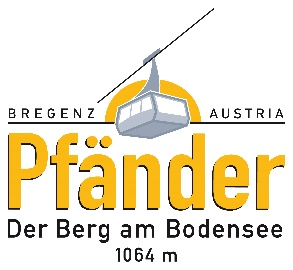 BREGENZ AUSTRIA
Pfänder
Der Berg am Bodensee
1064 m